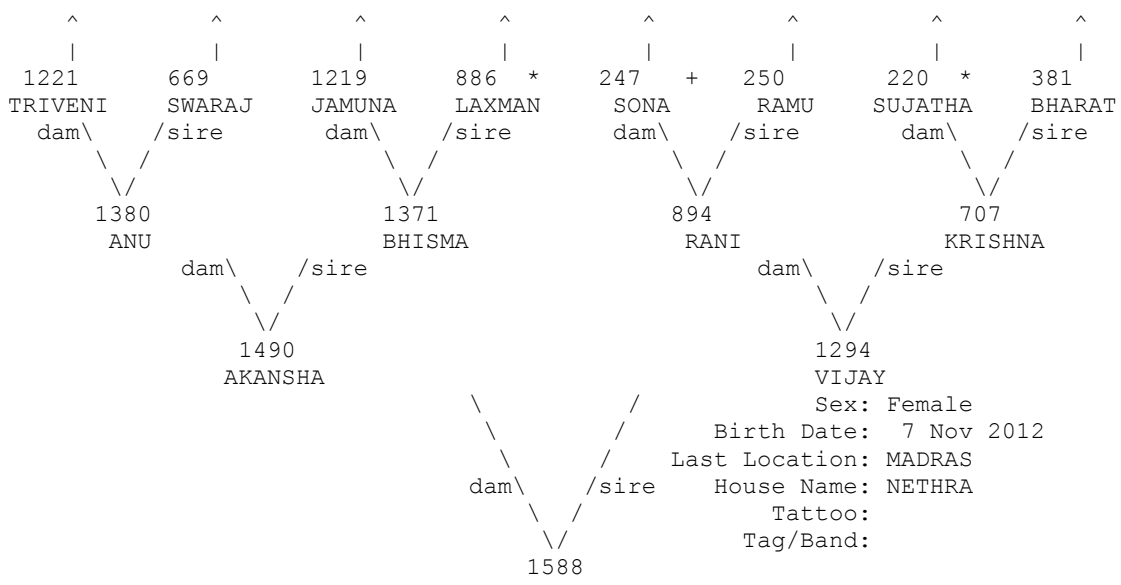 ^ ^ ^ ^ ^ ^ ^ ^
| | | | | | | |
1221 669 1219 886 * 247 + 250 220 * 381
TRIVENI SWARAJ JAMUNA LAXMAN SONA RAMU SUJATHA BHARAT
dam\ /sire dam\ /sire dam\ /sire dam\ /sire
\ / \ / \ / \ /
\/ \/ \/ \/
1380 1371 894 707
ANU BHISMA RANI KRISHNA
dam\ /sire dam\ /sire
\ / \ /
\/ \/
1490 1294
AKANSHA VIJAY
\ / Sex: Female
\ / Birth Date: 7 Nov 2012
\ / Last Location: MADRAS
dam\ /sire House Name: NETHRA
\ / Tattoo:
\/ Tag/Band:
1588